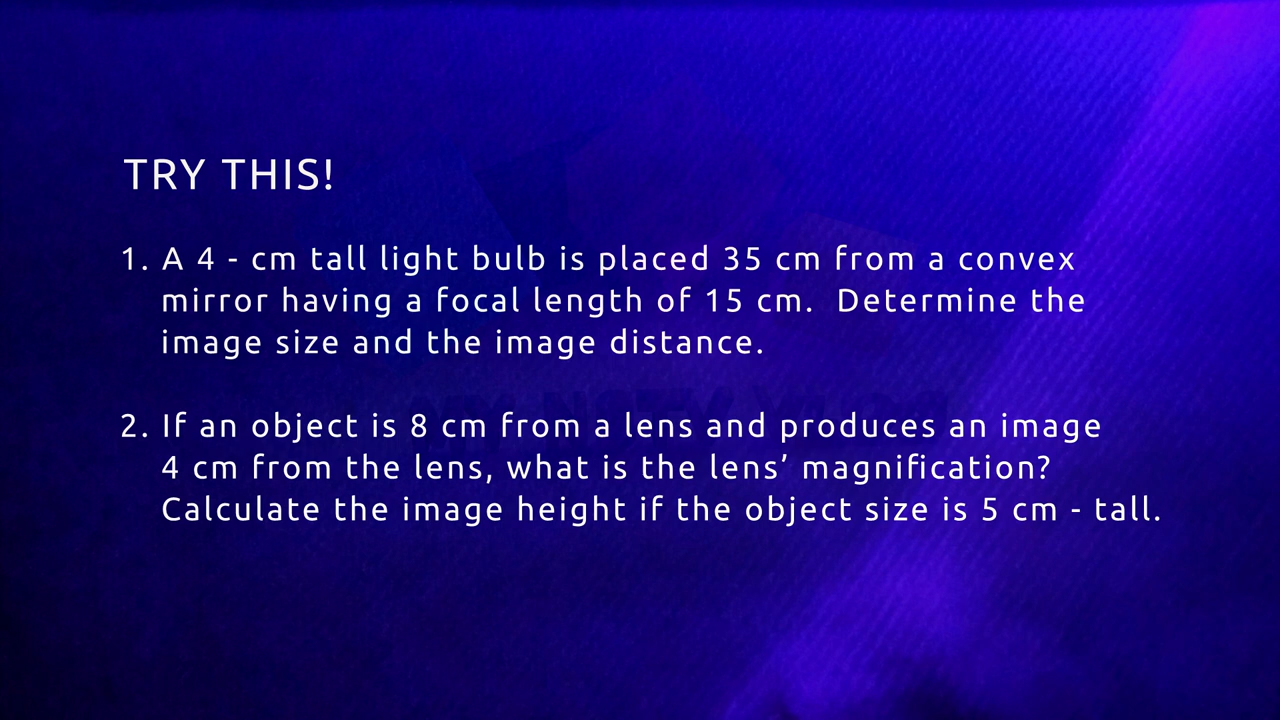 TRY THIS!
1. A 4 - cm tall light bulb is placed 35 cm from a convex
mirror having a focal length of 15 cm.  Determine the
image size and the image distance.
2. If an object is 8 cm from a lens and produces an image
4 cm from the lens, what is the lens’ magnification?
Calculate the image height if the object size is 5 cm - tall.